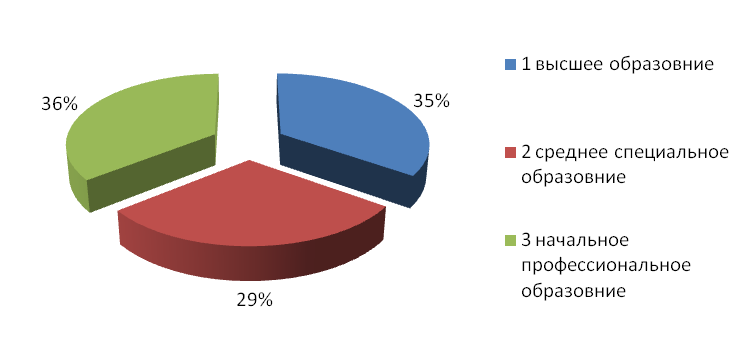 36%
35%
29%
1 высшее образовние
2 среднее специальное
образовние
3 начальное
профессиональное
образовние